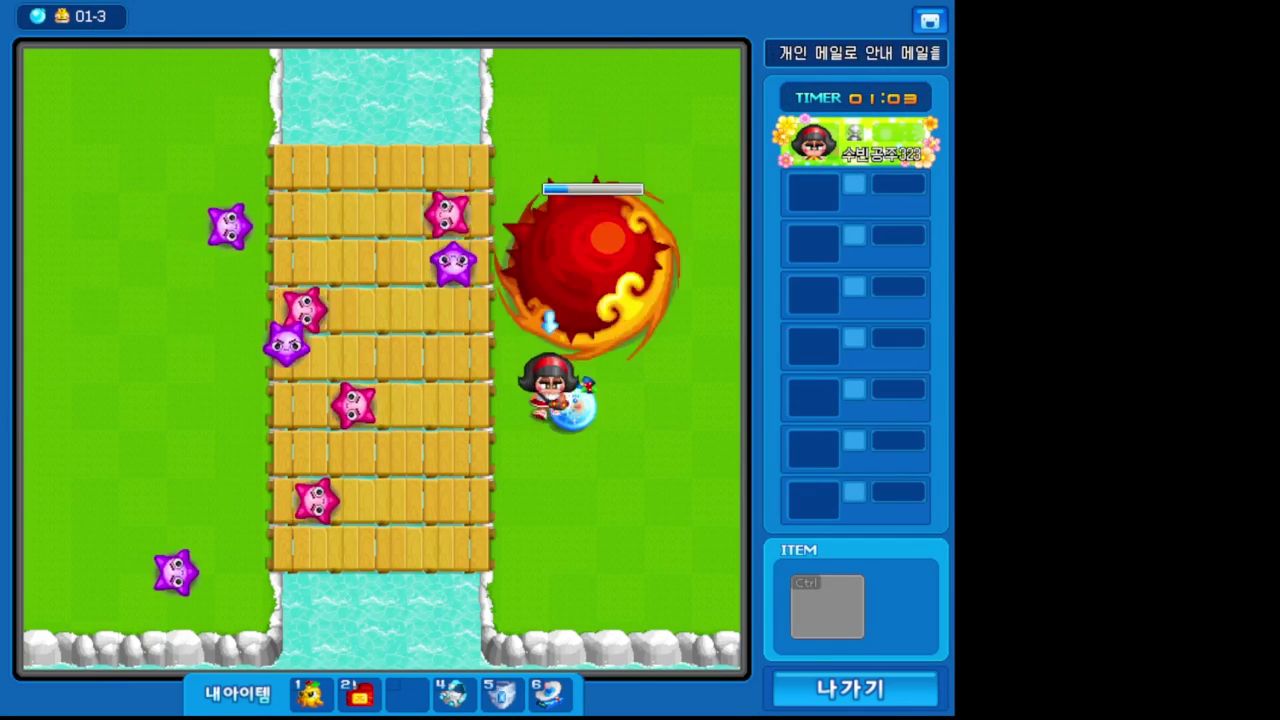 01-3
개인 메일로 안내 메일을
TIMER 01:03
수빈공주323
ITEM
Ctrl
내 아이템
1
2
4
5
6
나가기